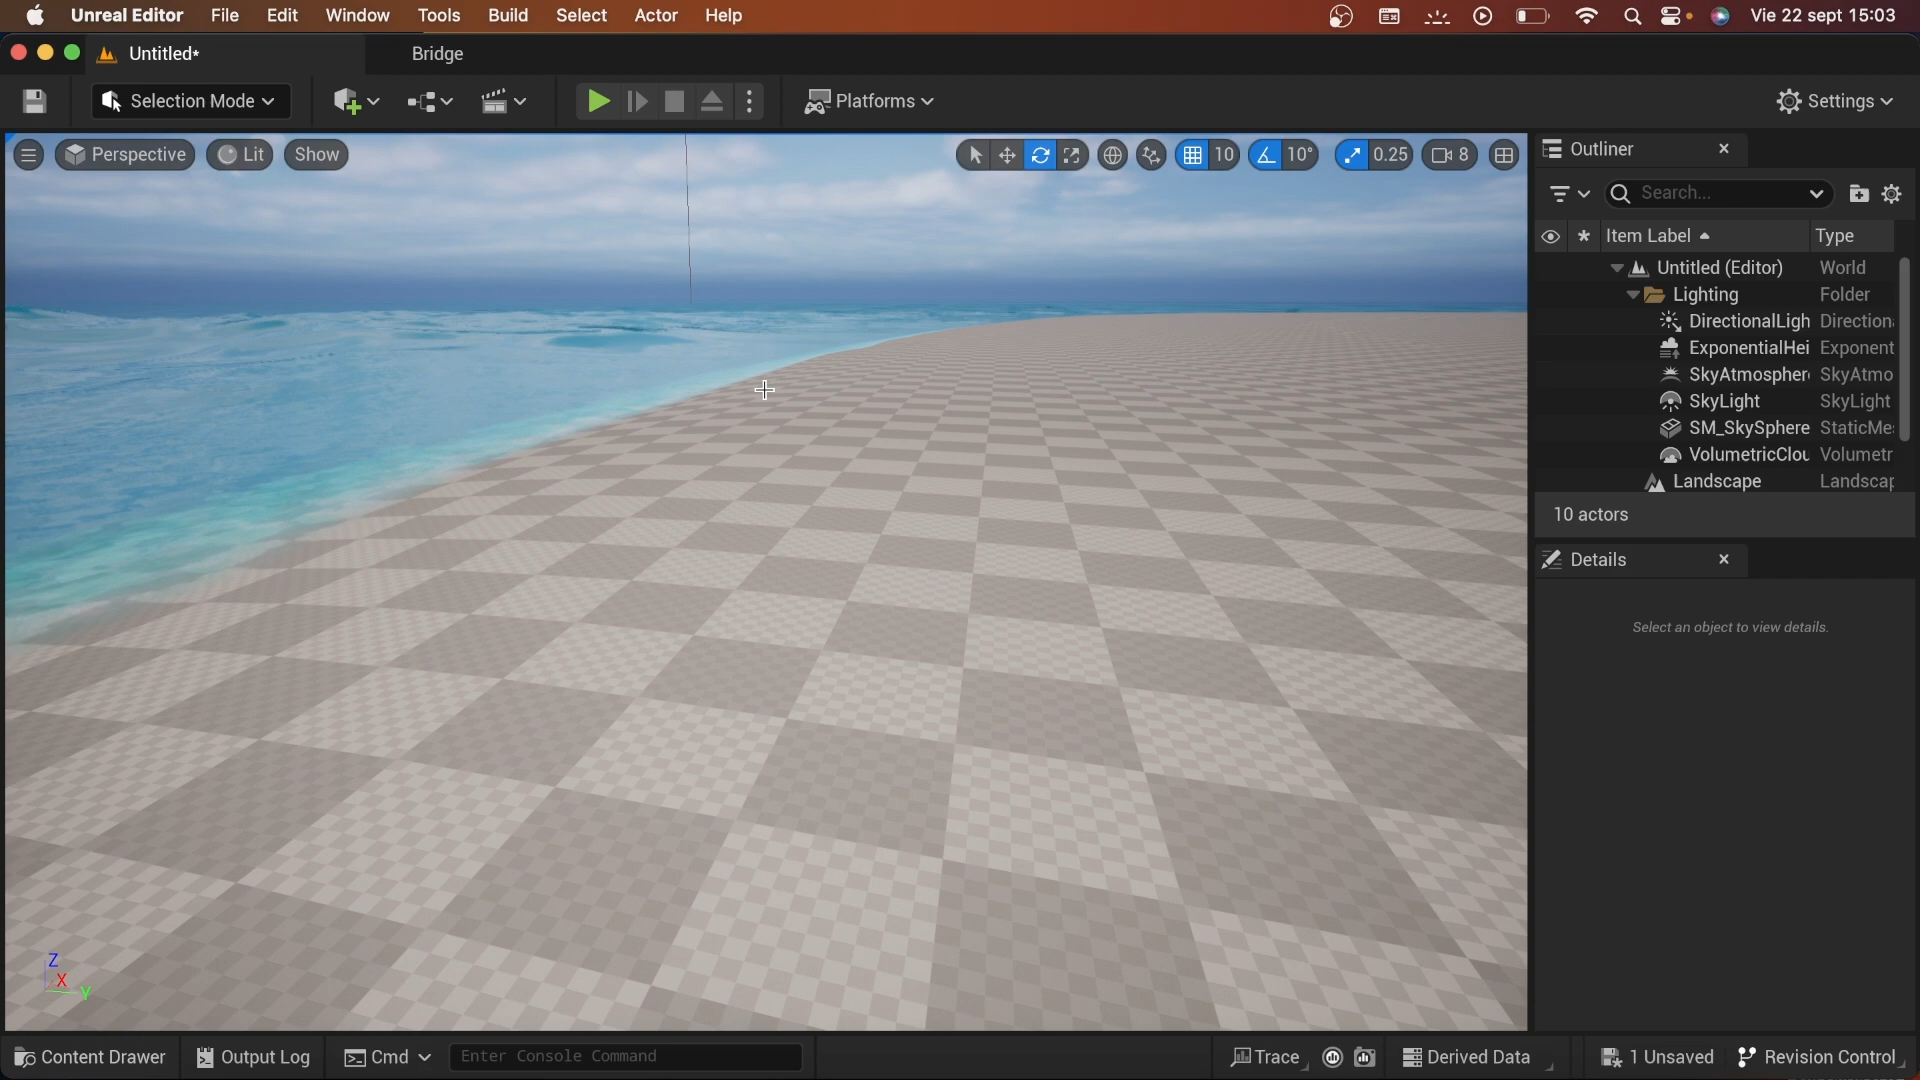 Unreal Editor File Edit Window Tools Build Select Actor Help Vie 22 sept 15:03
Untitled* Bridge
Selection Mode Platforms Settings
Perspective Lit Show 10 10° 0.25 8
Outliner
Search...
Item Label Type
Untitled (Editor) World
Lighting Folder
DirectionalLigh Direction
ExponentialHei Exponent
SkyAtmospher SkyAtmo
SkyLight SkyLight
SM_SkySphere StaticMe
VolumetricClou Volumetr
Landscape Landscap
10 actors
Details
Select an object to view details.
Z
X
Y
Content Drawer Output Log Cmd Enter Console Command Trace Derived Data 1 Unsaved Revision Control